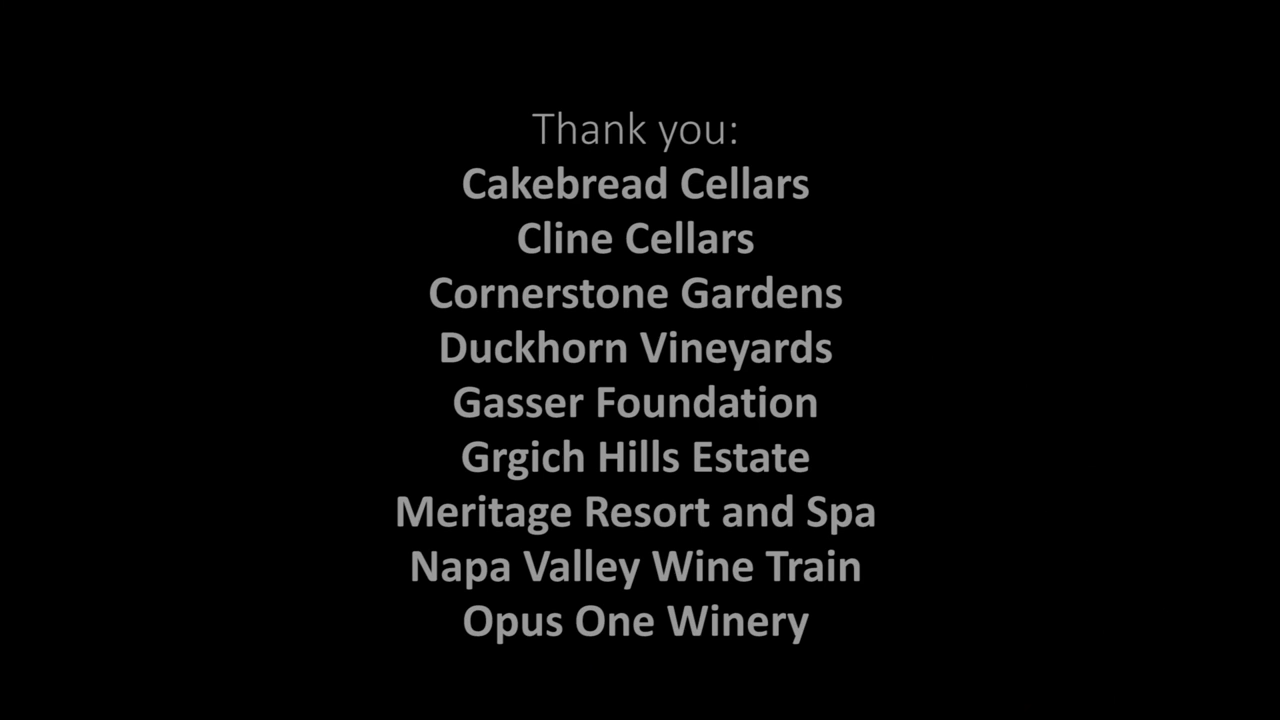 Thank you:
Cakebread Cellars
Cline Cellars
Cornerstone Gardens
Duckhorn Vineyards
Gasser Foundation
Grgich Hills Estate
Meritage Resort and Spa
Napa Valley Wine Train
Opus One Winery